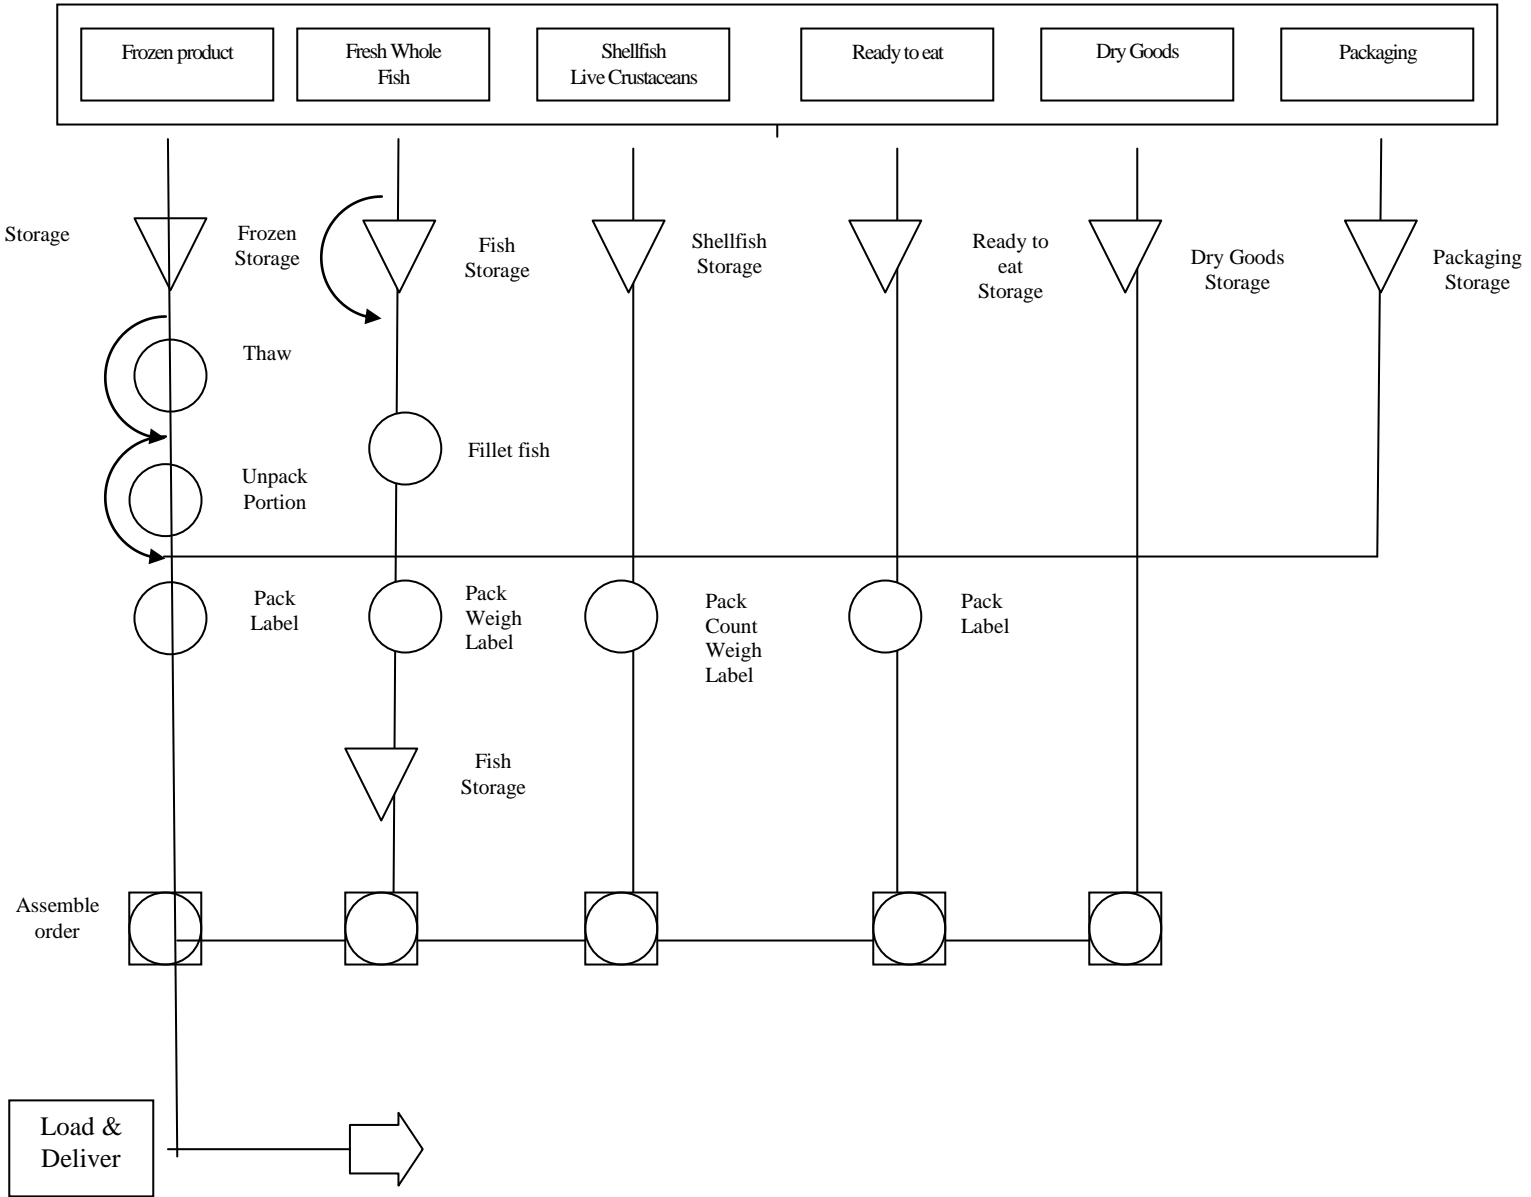 Frozen product
Fresh Whole
Fish
Shellfish
Live Crustaceans
Ready to eat
Dry Goods
Packaging
Storage
Frozen
Storage
Fish
Storage
Shellfish
Storage
Ready to
eat
Storage
Dry Goods
Storage
Packaging
Storage
Thaw
Fillet fish
Unpack
Portion
Pack
Label
Pack
Weigh
Label
Pack
Count
Weigh
Label
Pack
Label
Fish
Storage
Assemble
order
Load &
Deliver